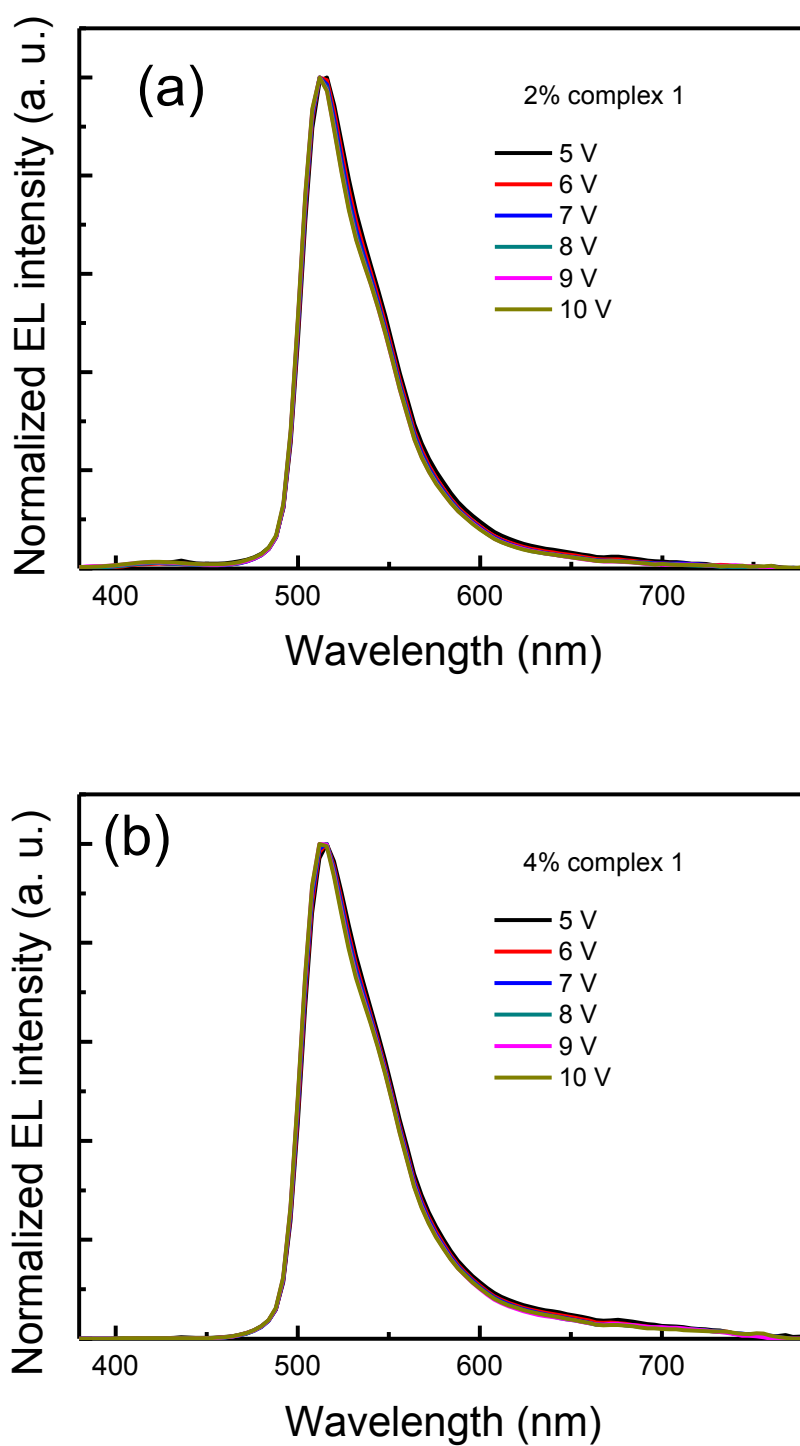 (a)
2% complex 1
5 V
6 V
7 V
8 V
9 V
10 V
Normalized EL intensity (a. u.)
400 500 600 700
Wavelength (nm)
(b)
4% complex 1
5 V
6 V
7 V
8 V
9 V
10 V
Normalized EL intensity (a. u.)
400 500 600 700
Wavelength (nm)